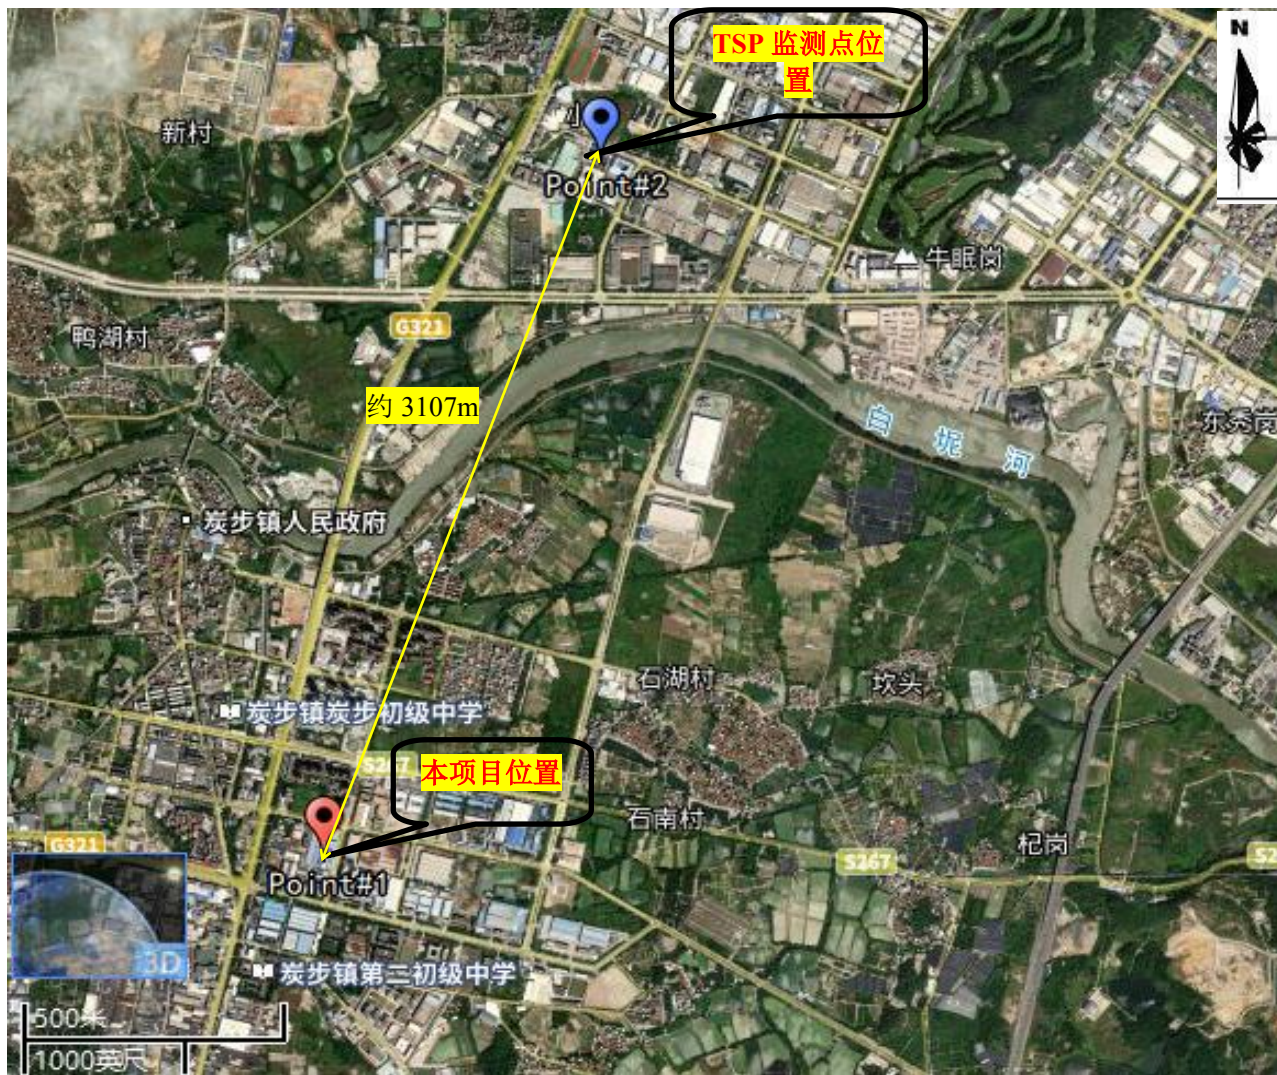 TSP 监测点位
置
N
新村
Point#2
牛眠岗
G321
鸭湖村
约 3107m
东秀岗
白坭河
炭步镇人民政府
石湖村
坎头
炭步镇炭步初级中学
S267
本项目位置
石南村
杞岗
G321
S267
Point#1
3D
炭步镇第二初级中学
500米
1000英尺